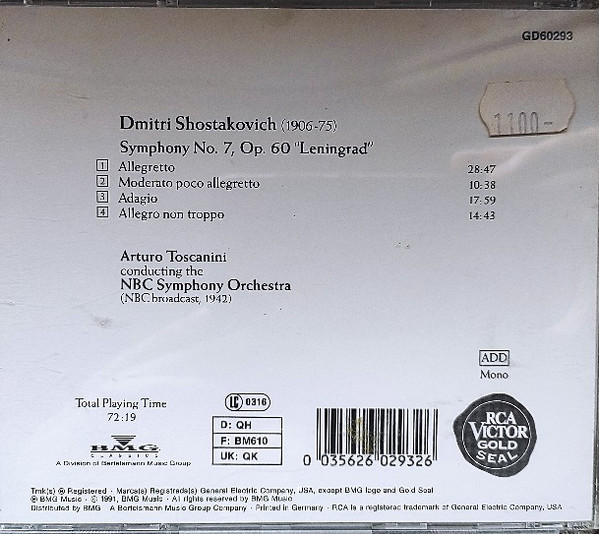 GD60293
1100-
Dmitri Shostakovich (1906-75)
Symphony No. 7, Op. 60 "Leningrad"
1 Allegretto 28:47
2 Moderato poco allegretto 10:38
3 Adagio 17:59
4 Allegro non troppo 14:43
Arturo Toscanini
conducting the
NBC Symphony Orchestra
(NBC broadcast, 1942)
ADD
Mono
Total Playing Time
72:19
BMG
CLASSICS
A Division of Bertelsmann Music Group
LC 0316
D: QH
F: BM610
UK: QK
0 035626 029326
RCA
VICTOR
GOLD
SEAL
Tmk(s) ® Registered · Marca(s) Registrada(s) General Electric Company, USA, except BMG logo and Gold Seal
℗ BMG Music · © 1991, BMG Music · All rights reserved by BMG Music
Distributed by BMG · A Bertelsmann Music Group Company · Printed in Germany · RCA is a registered trademark of General Electric Company, USA